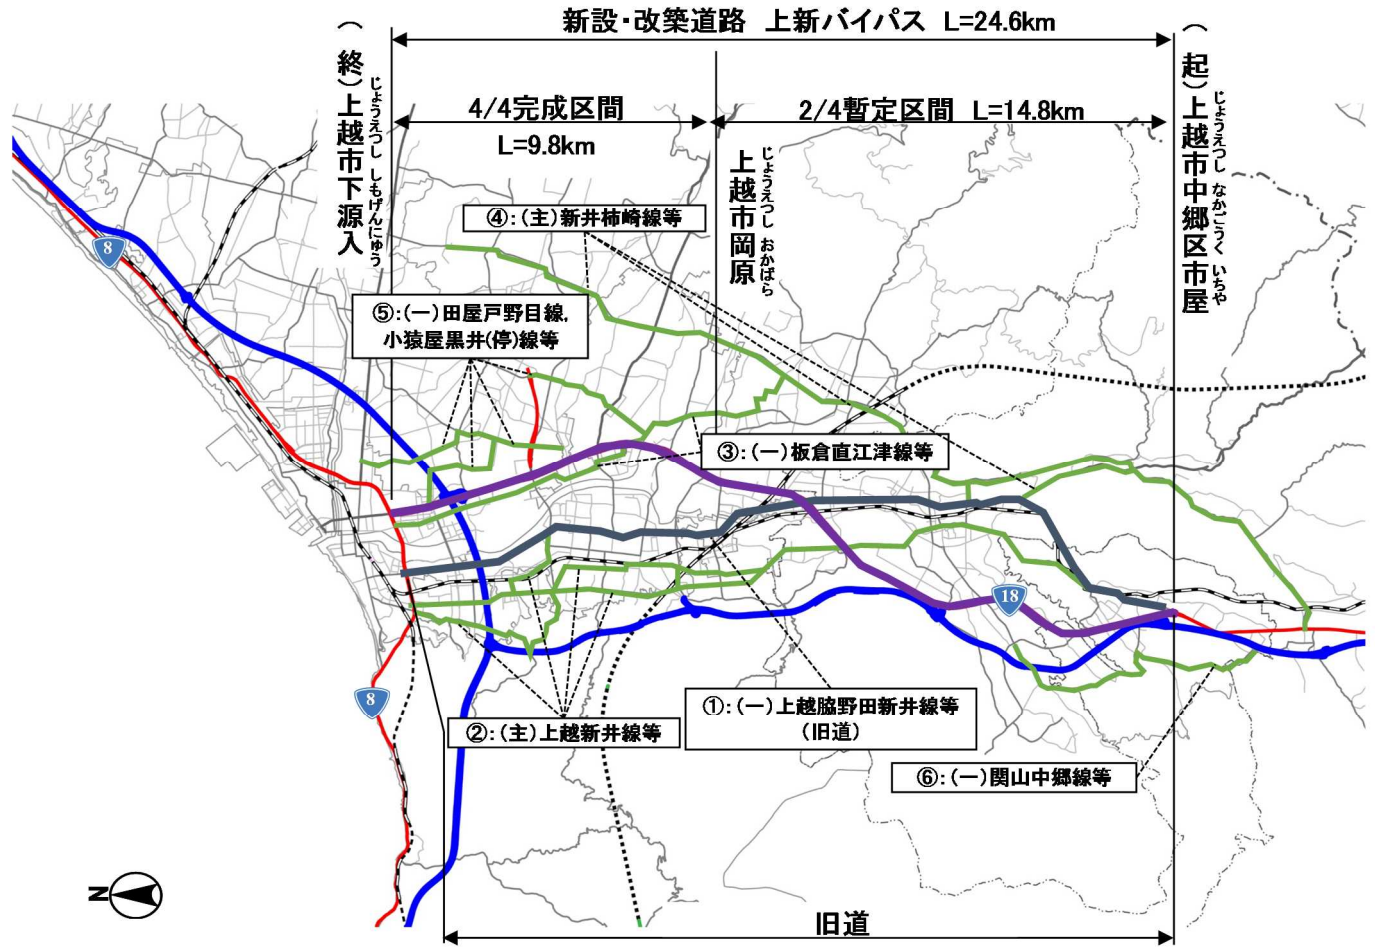 新設・改築道路 上新バイパス L=24.6km
(終)上越市下源入
じょうえつし しもげんにゅう
4/4完成区間
L=9.8km
2/4暫定区間 L=14.8km
(起)上越市中郷区市屋
じょうえつし なかごうく いちや
上越市岡原
じょうえつし おかばら
④:(主)新井柿崎線等
8
⑤:(一)田屋戸野目線,
小猿屋黒井(停)線等
③:(一)板倉直江津線等
18
8
①:(一)上越脇野田新井線等
(旧道)
②:(主)上越新井線等
⑥:(一)関山中郷線等
N
旧道